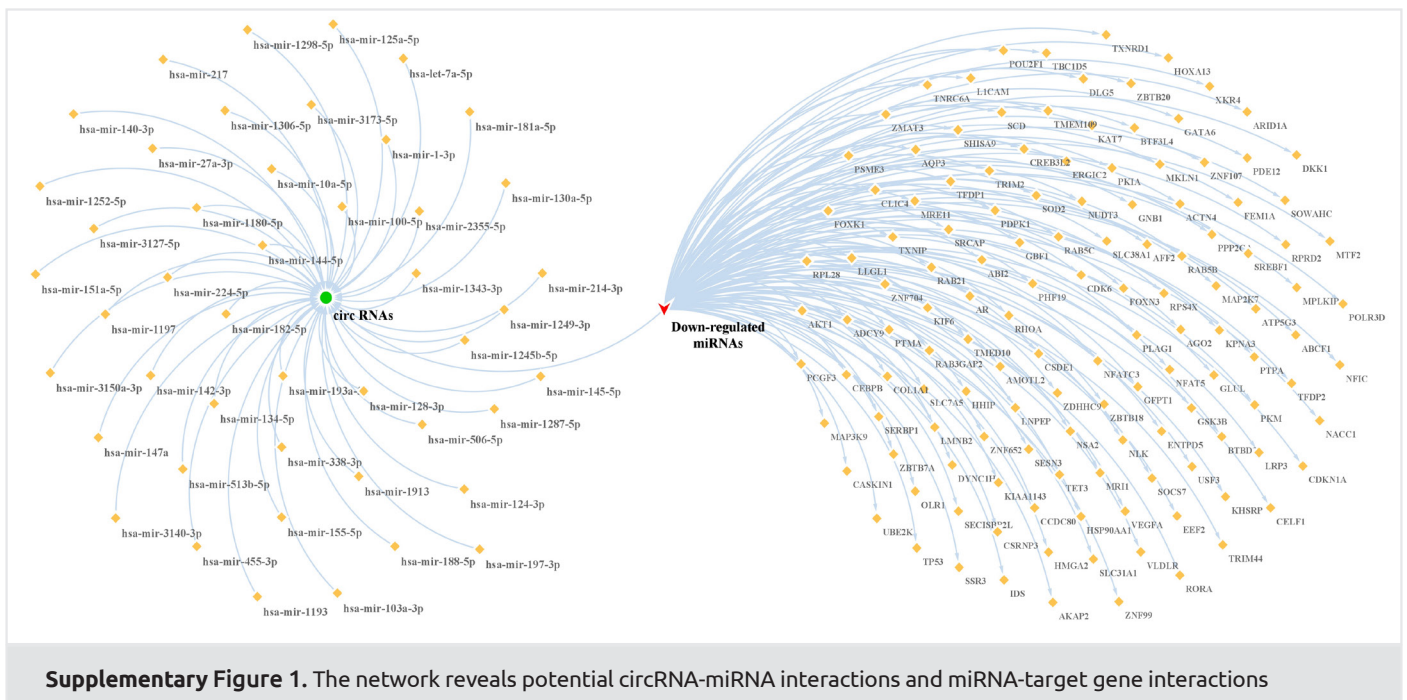 hsa-mir-1298-5p
hsa-mir-125a-5p
hsa-mir-217
hsa-let-7a-5p
hsa-mir-140-3p
hsa-mir-1306-5p
hsa-mir-3173-5p
hsa-mir-181a-5p
hsa-mir-27a-3p
hsa-mir-1-3p
hsa-mir-1252-5p
hsa-mir-10a-5p
hsa-mir-130a-5p
hsa-mir-3127-5p
hsa-mir-1180-5p
hsa-mir-100-5p
hsa-mir-2355-5p
hsa-mir-144-5p
hsa-mir-151a-5p
hsa-mir-224-5p
hsa-mir-1343-3p
hsa-mir-214-3p
circ RNAs
hsa-mir-1197
hsa-mir-182-5p
hsa-mir-1249-3p
hsa-mir-1245b-5p
hsa-mir-3150a-3p
hsa-mir-142-3p
hsa-mir-193a-
hsa-mir-128-3p
hsa-mir-145-5p
hsa-mir-134-5p
hsa-mir-1287-5p
hsa-mir-506-5p
hsa-mir-147a
hsa-mir-338-3p
hsa-mir-513b-5p
hsa-mir-1913
hsa-mir-124-3p
hsa-mir-3140-3p
hsa-mir-155-5p
hsa-mir-455-3p
hsa-mir-188-5p
hsa-mir-197-3p
hsa-mir-1193
hsa-mir-103a-3p
Down-regulated
miRNAs
TXNRD1
POU2F1
TBC1D5
HOXA13
TNRC6A
L1CAM
DLG5
ZBTB20
XKR4
ZMAT3
SCD
TMEM109
GATA6
ARID1A
SHISA9
KAT7
BTF3L4
PSME3
AQP3
CREB3L2
ERGIC2
PKIA
MKLN1
ZNF107
PDE12
DKK1
CLIC4
TFDP1
TRIM2
MRE11
SOD2
NUDT3
GNB1
ACTN4
FEM1A
SOWAHC
FOXK1
PDPK1
TXNIP
SRCAP
GBF1
RAB5C
SLC38A1
AFF2
PPP2CA
RPRD2
MTF2
RPL28
LLGL1
RAB21
ABI2
RAB5B
SREBF1
ZNF704
AR
PHF19
CDK6
FOXN3
RPS4X
MAP2K7
MPLKIP
POLR3D
AKT1
ADCY9
KIF6
RHOA
ATP5G3
PTMA
TMED10
PLAG1
AGO2
KPNA3
ABCF1
RAB3GAP2
CSDE1
NFATC3
NFAT5
PTPA
NFIC
PCGF3
CEBPB
COL1A1
AMOTL2
GLUL
SLC7A5
HHIP
ZDHHC9
GFPT1
TFDP2
MAP3K9
SERBP1
LNPEP
ZBTB18
GSK3B
PKM
NACC1
LMNB2
ZNF652
NSA2
NLK
ENTPD5
BTBD
LRP3
ZBTB7A
SESN3
CASKIN1
DYNC1H
TET3
MRI1
SOCS7
USF3
CDKN1A
OLR1
KIAA1143
UBE2K
SECISBP2L
CCDC80
HSP90AA1
VEGFA
EEF2
KHSRP
CELF1
TP53
CSRNP3
HMGA2
SLC31A1
VLDLR
TRIM44
SSR3
IDS
RORA
AKAP2
ZNF99
Supplementary Figure 1. The network reveals potential circRNA-miRNA interactions and miRNA-target gene interactions